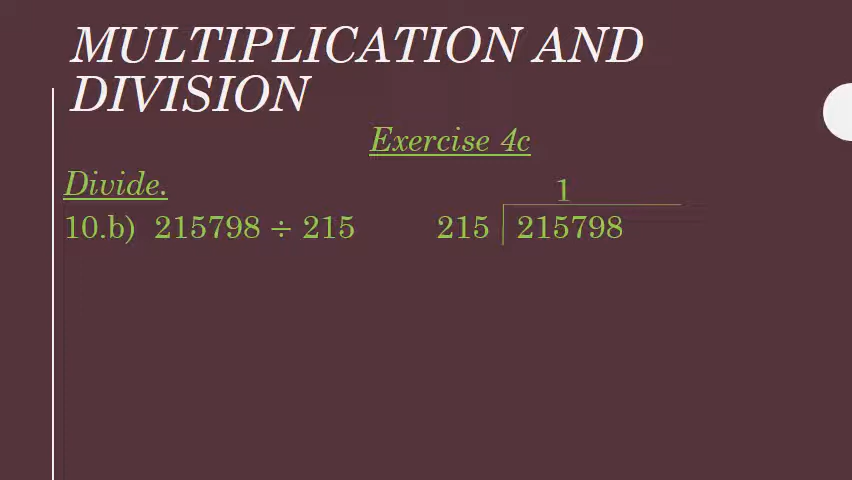 MULTIPLICATION AND
DIVISION
Exercise 4c
Divide.
1
10.b) 215798 ÷ 215 215 215798